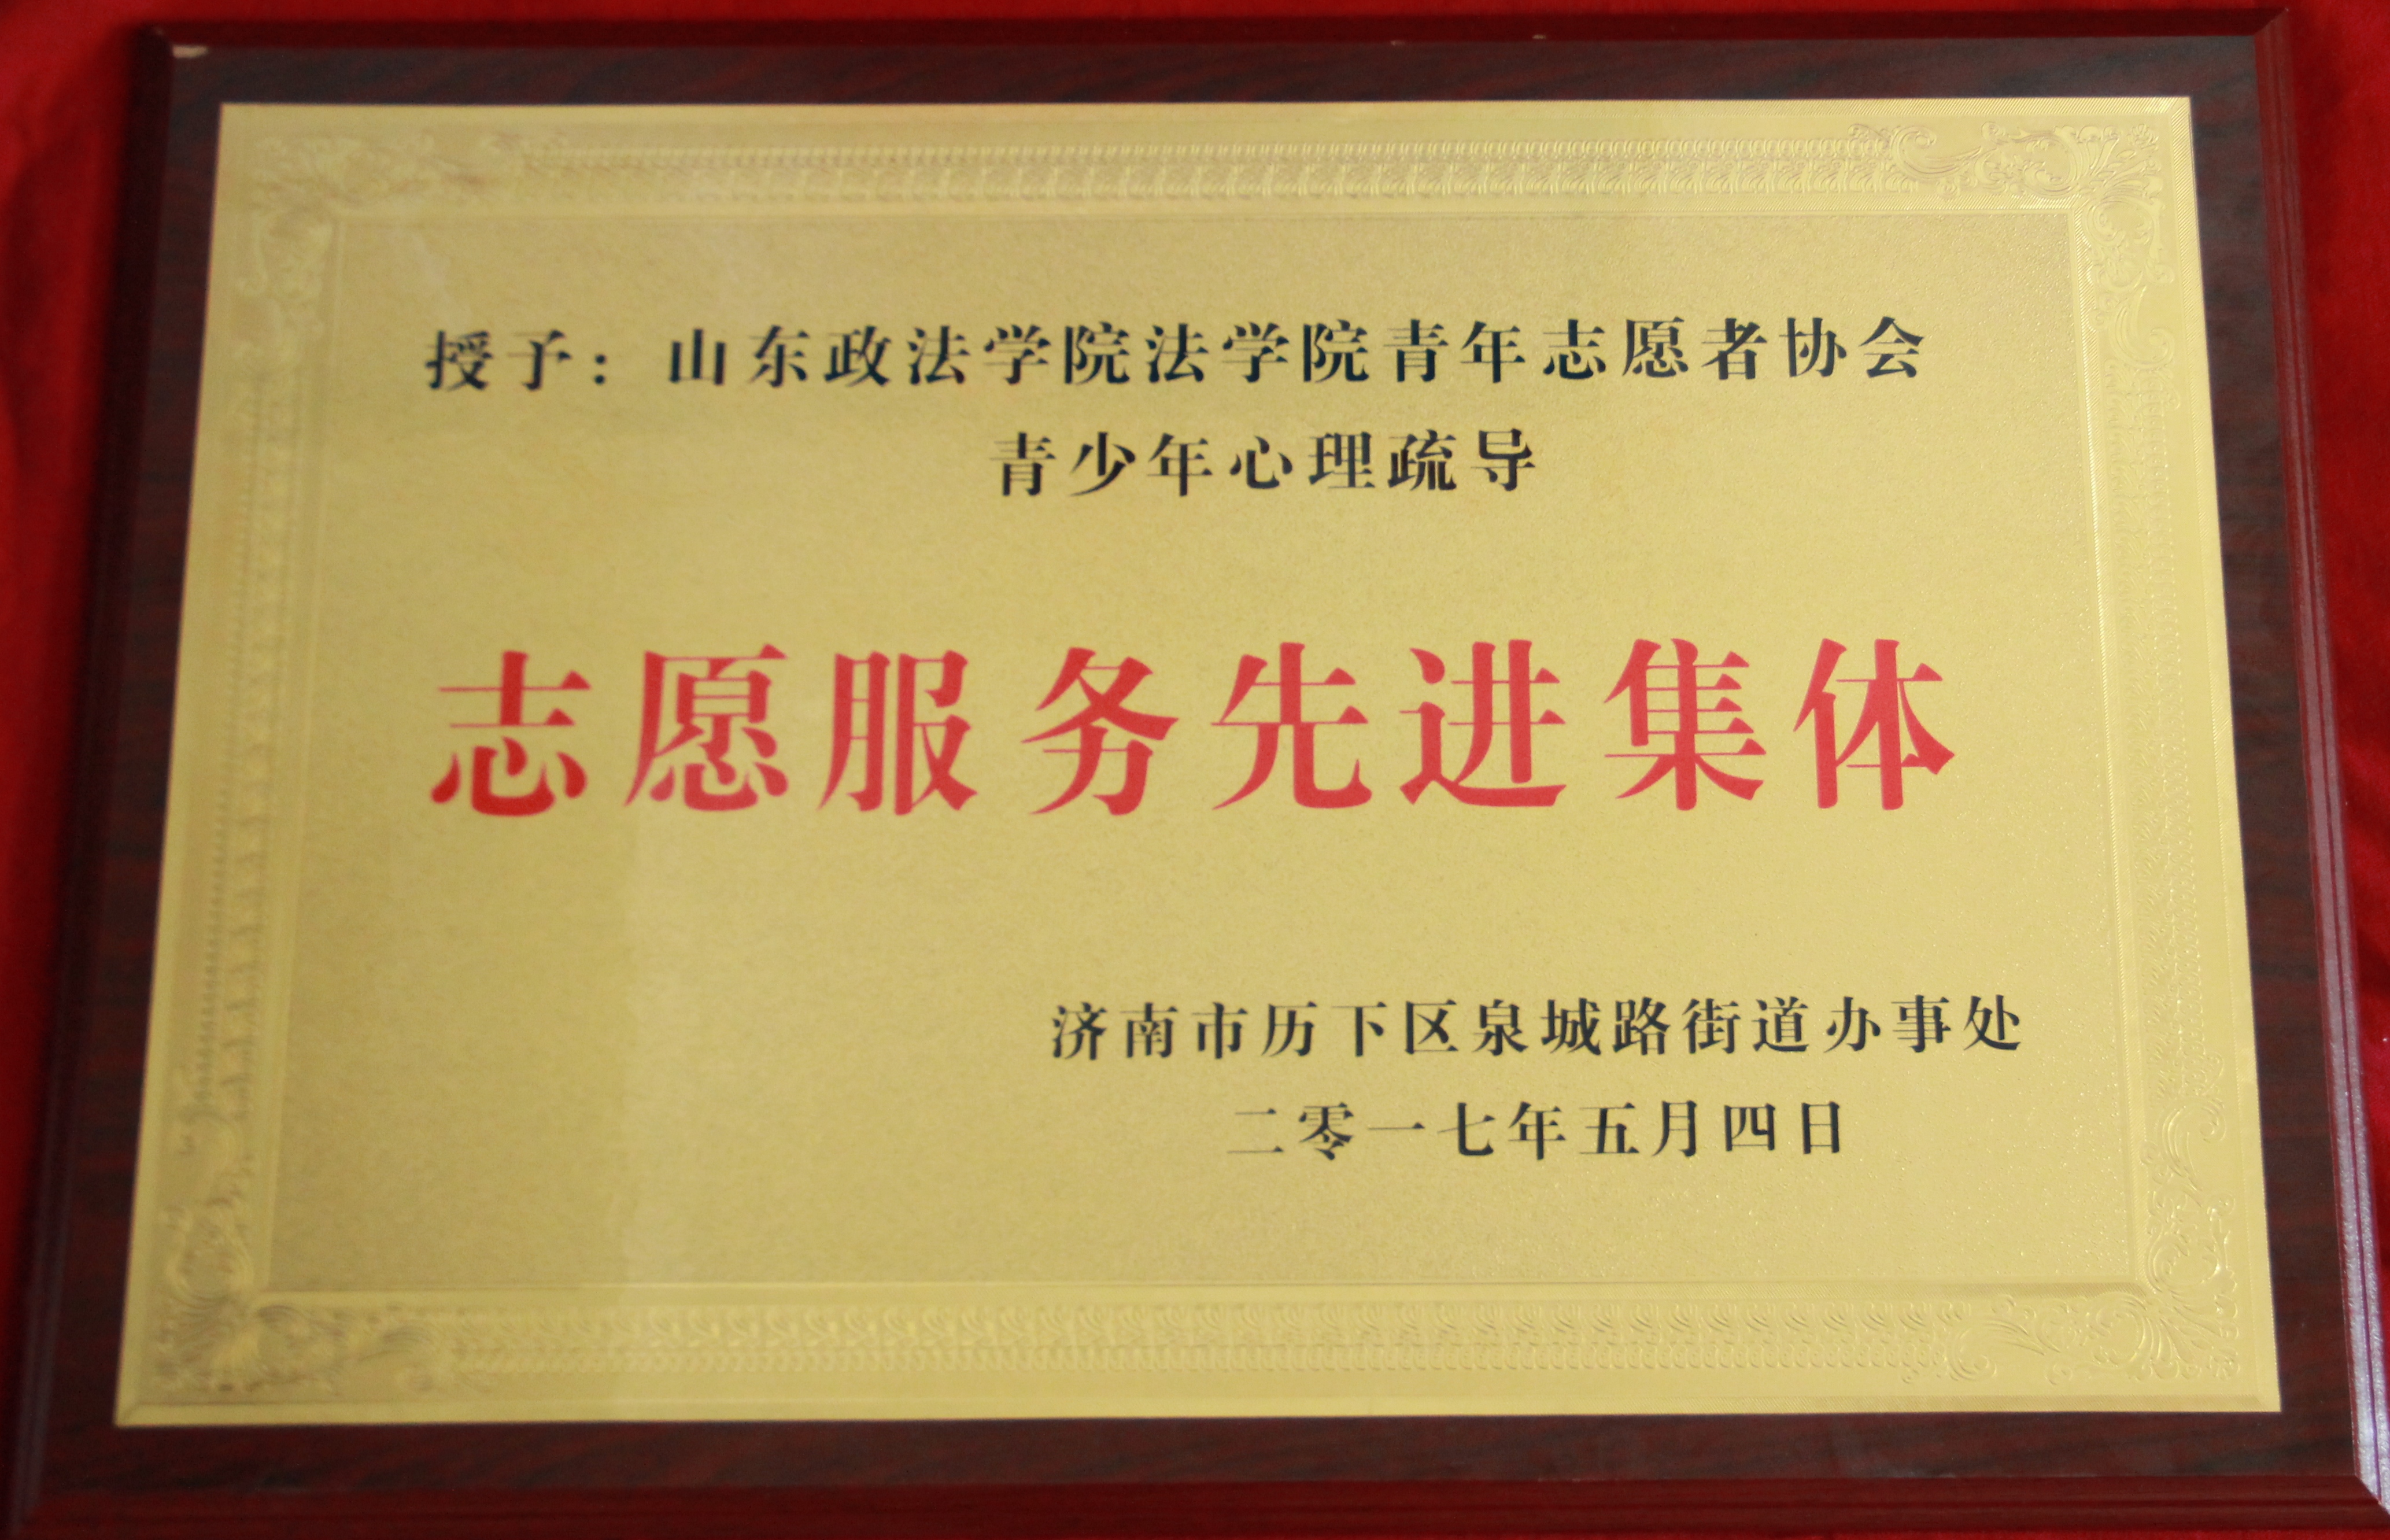 授予：山东政法学院法学院青年志愿者协会
青少年心理疏导
志愿服务先进集体
济南市历下区泉城路街道办事处
二零一七年五月四日